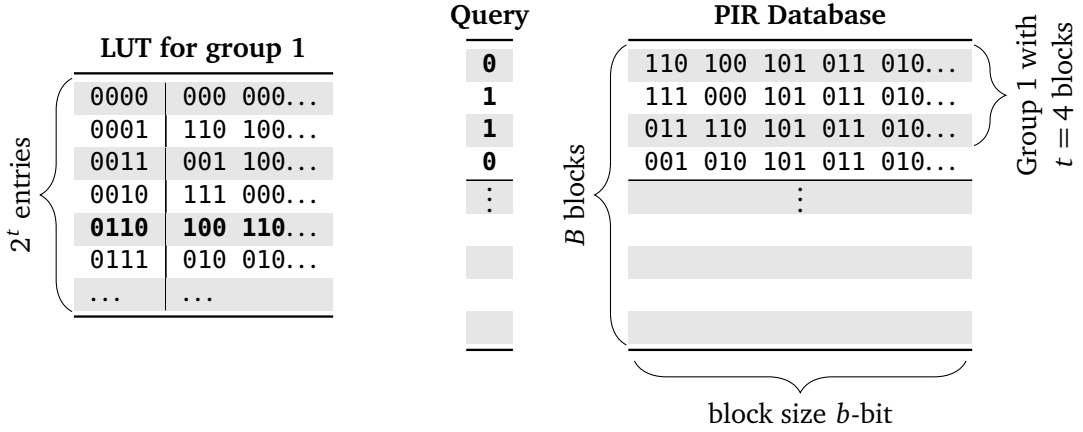 LUT for group 1
0000 000 000...
0001 110 100...
0011 001 100...
0010 111 000...
0110 100 110...
0111 010 010...
... ...
2^t entries
Query
0
1
1
0
⋮
PIR Database
110 100 101 011 010...
111 000 101 011 010...
011 110 101 011 010...
001 010 101 011 010...
⋮
B blocks
block size b-bit
Group 1 with
t = 4 blocks